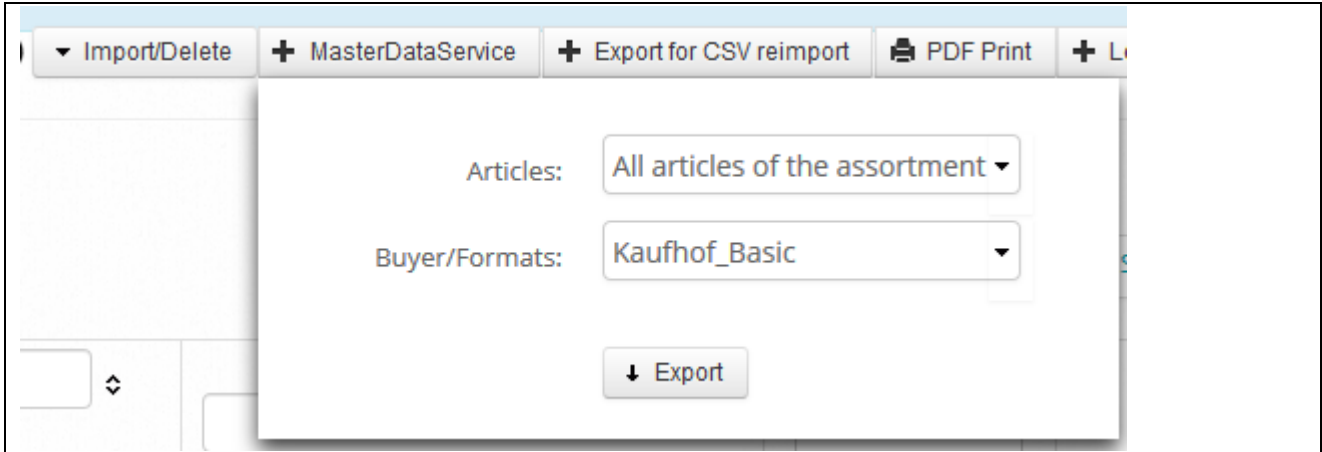 Import/Delete MasterDataService Export for CSV reimport PDF Print
Articles: All articles of the assortment
Buyer/Formats: Kaufhof_Basic
Export